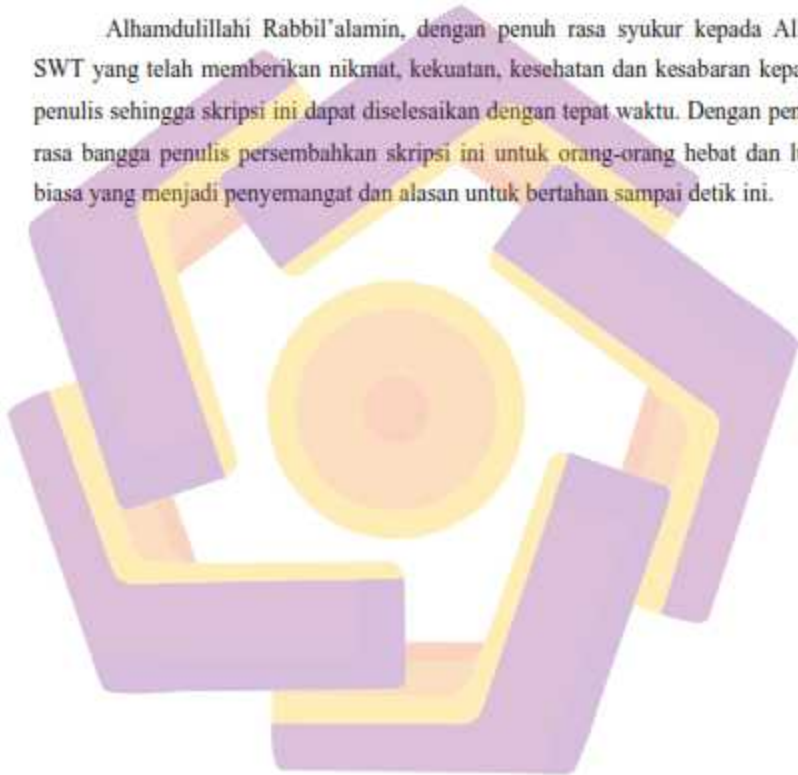 Alhamdulillahi Rabbil'alamin, dengan penuh rasa syukur kepada Al
SWT yang telah memberikan nikmat, kekuatan, kesehatan dan kesabaran kepa
penulis sehingga skripsi ini dapat diselesaikan dengan tepat waktu. Dengan pen
rasa bangga penulis persembahkan skripsi ini untuk orang-orang hebat dan l
biasa yang menjadi penyemangat dan alasan untuk bertahan sampai detik ini.